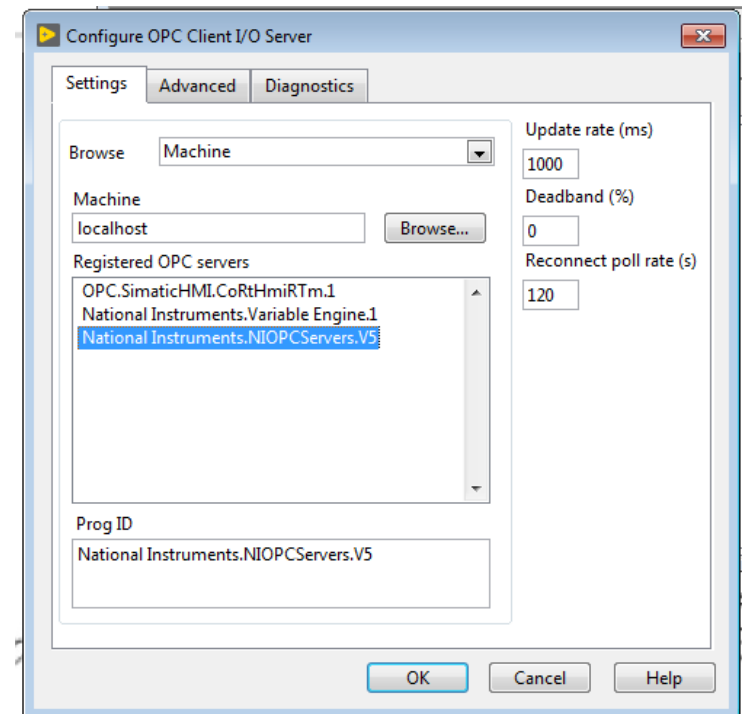 Configure OPC Client I/O Server
Settings Advanced Diagnostics
Browse Machine
Machine
localhost Browse...
Registered OPC servers
OPC.SimaticHMI.CoRtHmiRTm.1
National Instruments.Variable Engine.1
National Instruments.NIOPCServers.V5
Prog ID
National Instruments.NIOPCServers.V5
Update rate (ms)
1000
Deadband (%)
0
Reconnect poll rate (s)
120
OK Cancel Help